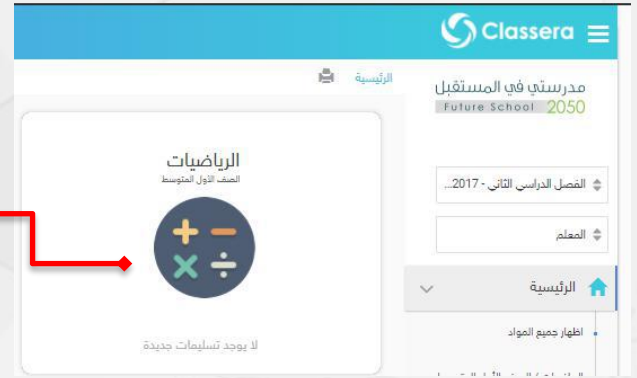 Classera
الرئيسية
مدرستي في المستقبل
Future School 2050
الرياضيات
الصف الأول المتوسط
لا يوجد تسليمات جديدة
الفصل الدراسي الثاني - 2017...
المعلم
الرئيسية
اظهار جميع المواد